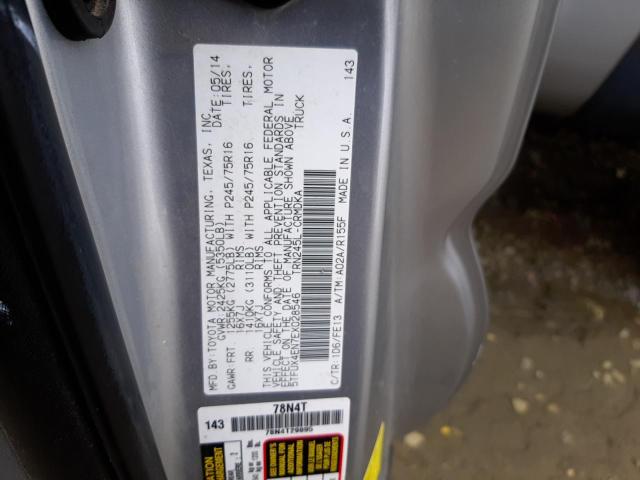 MFD BY:TOYOTA MOTOR MANUFACTURING, TEXAS, INC.
DATE:05/14
GVWR:2425KG ( 5350LB)
GAWR:FRT. 1255KG (2775LB) WITH P245/75R16 TIRES,
16X7J RIMS
RR. 1410KG (3110LB) WITH P245/75R16 TIRES,
16X7J RIMS
THIS VEHICLE CONFORMS TO ALL APPLICABLE FEDERAL MOTOR
VEHICLE SAFETY AND THEFT PREVENTION STANDARDS IN
EFFECT ON THE DATE OF MANUFACTURE SHOWN ABOVE.
5TFUX4EN7EX028546 TRUCK
TRN245L-CRMDKA
C/TR:1D6/FE13 A/TM:A02A/R155F MADE IN U.S.A. 143
143 78N4T
78N4T79895